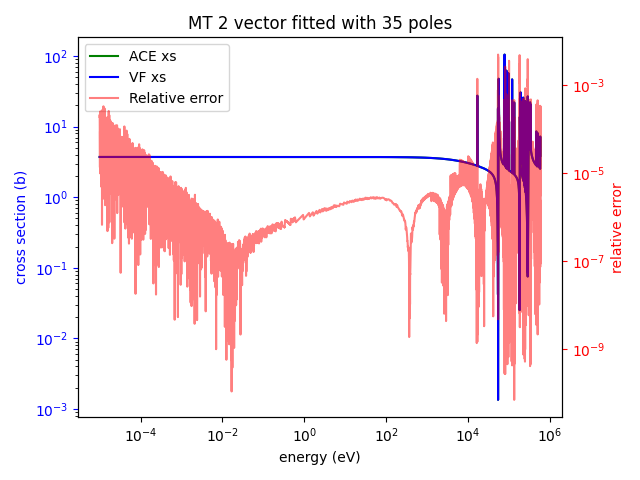 MT 2 vector fitted with 35 poles
ACE xs
VF xs
Relative error
cross section (b)
10^2
10^1
10^0
10^-1
10^-2
10^-3
10^-3
10^-5
10^-7
10^-9
relative error
10^-4
10^-2
10^0
10^2
10^4
10^6
energy (eV)